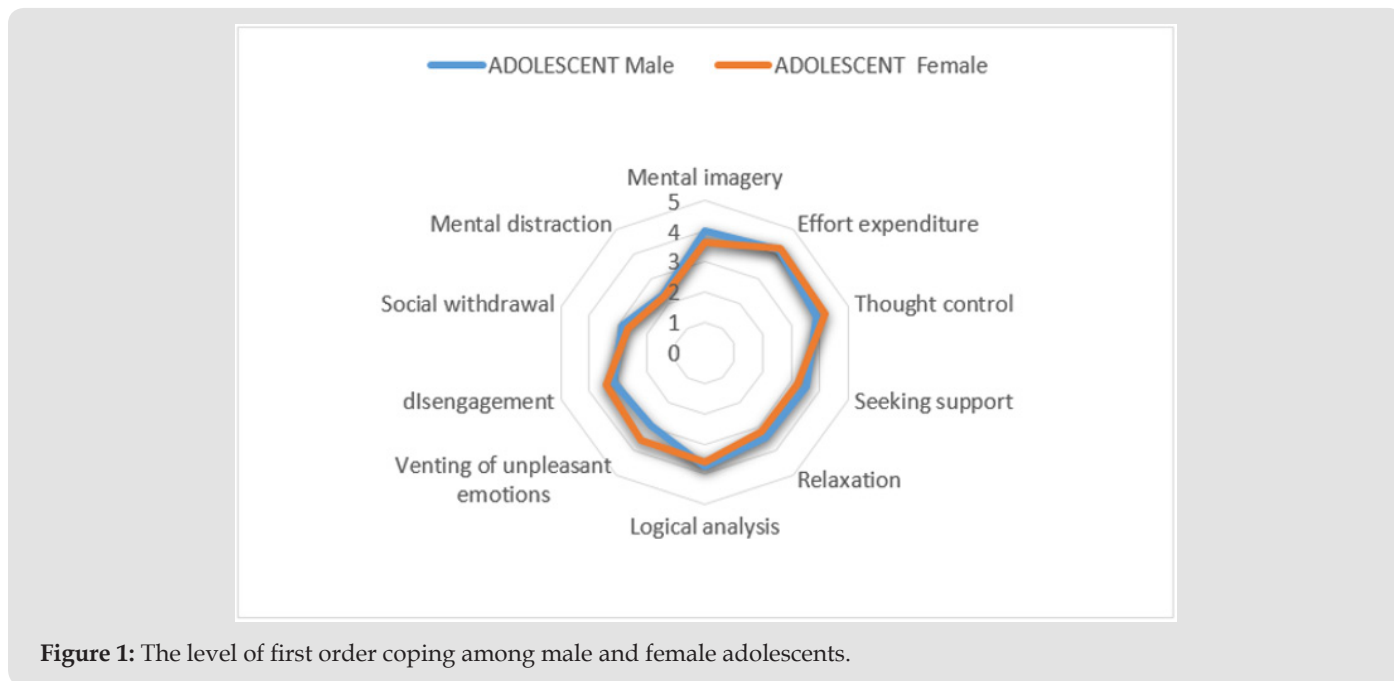 ADOLESCENT Male ADOLESCENT Female
Mental imagery
5
Mental distraction Effort expenditure
4
3
Social withdrawal 2 Thought control
1
0
dIsengagement Seeking support
Venting of unpleasant
emotions Relaxation
Logical analysis
Figure 1: The level of first order coping among male and female adolescents.